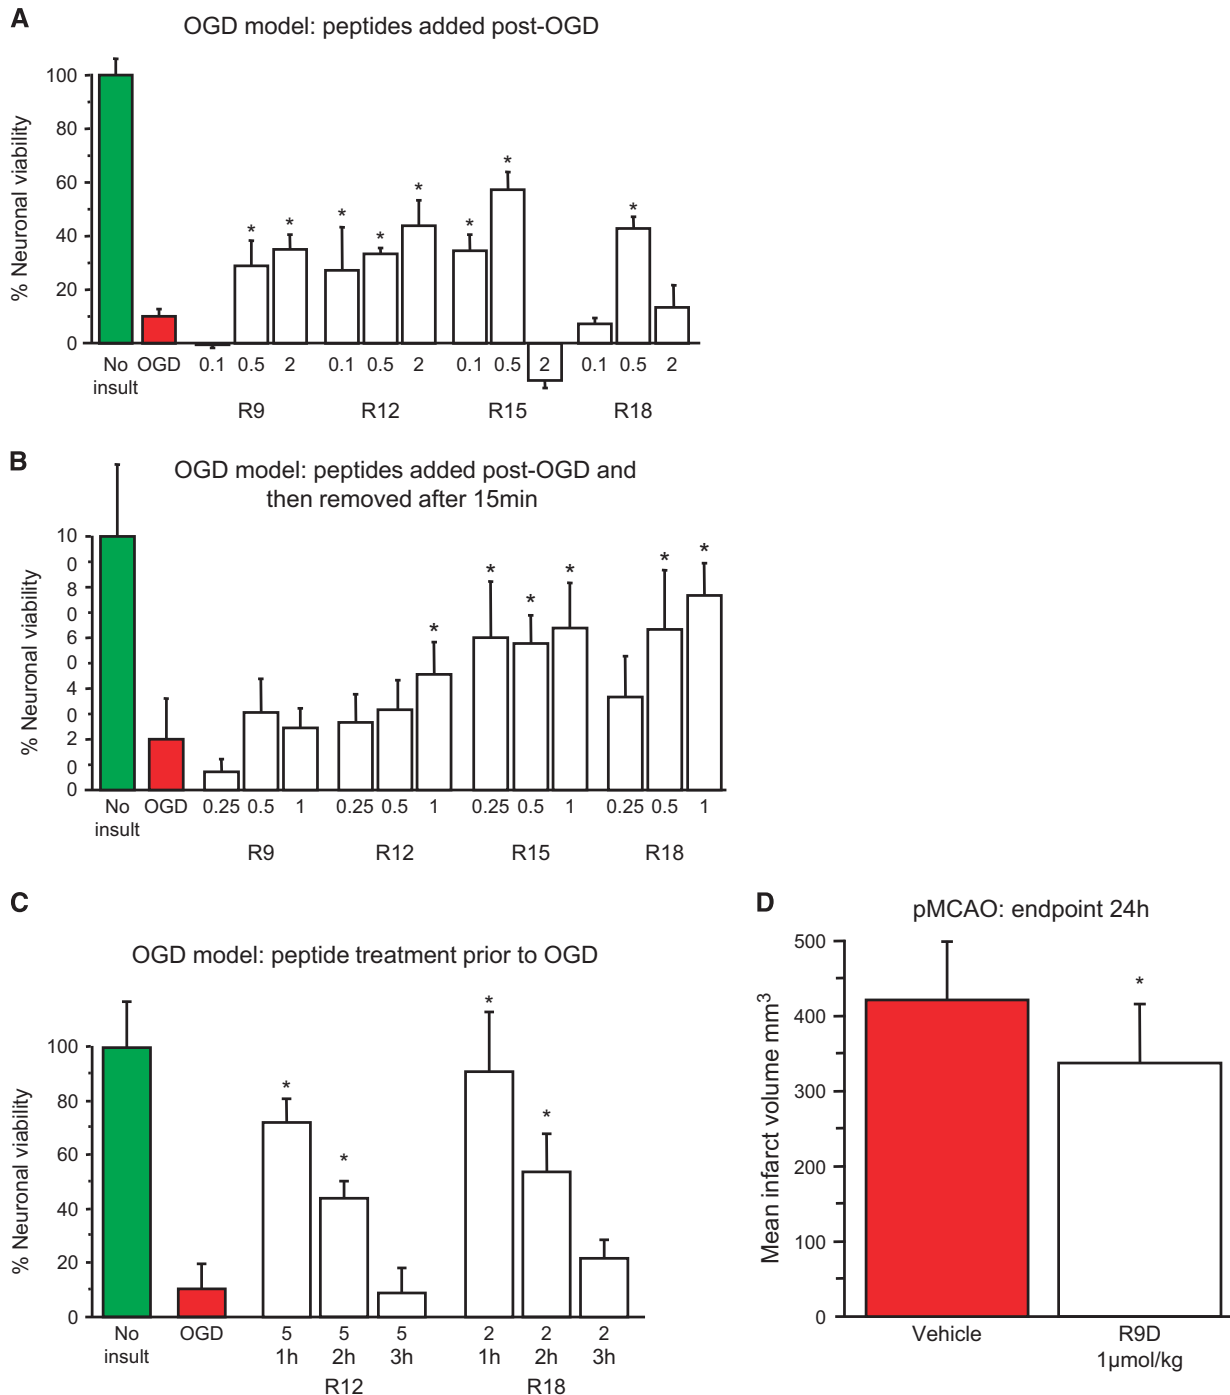 A
OGD model: peptides added post-OGD
% Neuronal viability
100
80
60
40
20
0
* * * * * * * *
No OGD 0.1 0.5 2 0.1 0.5 2 0.1 0.5 2 0.1 0.5 2
insult
R9 R12 R15 R18
B
OGD model: peptides added post-OGD and
then removed after 15min
% Neuronal viability
10
0
8
0
6
0
4
0
2
0
0
* * * * * *
No OGD 0.25 0.5 1 0.25 0.5 1 0.25 0.5 1 0.25 0.5 1
insult
R9 R12 R15 R18
C
OGD model: peptide treatment prior to OGD
% Neuronal viability
100
80
60
40
20
0
* * * *
No OGD 5 5 5 2 2 2
insult 1h 2h 3h 1h 2h 3h
R12 R18
D
pMCAO: endpoint 24h
Mean infarct volume mm3
500
400
300
200
100
0
*
Vehicle R9D
1µmol/kg